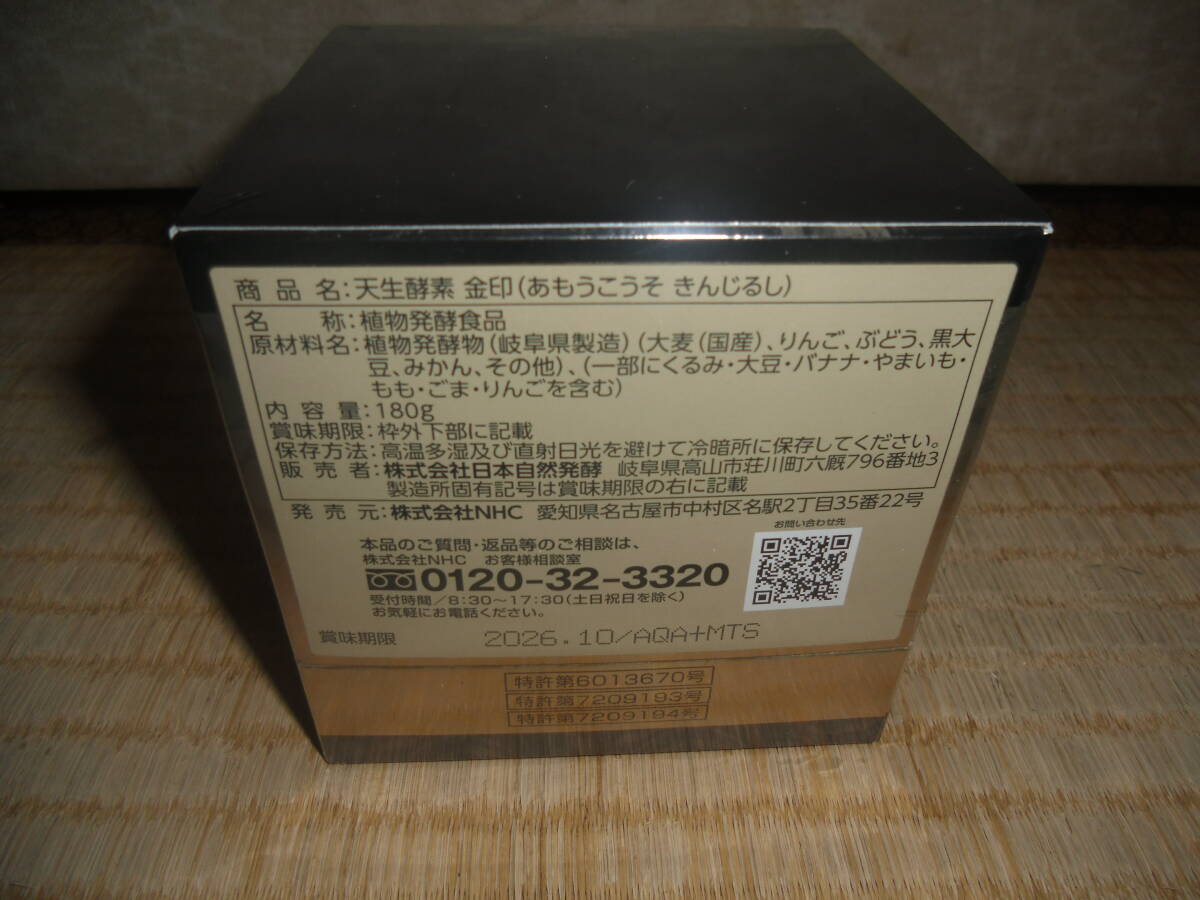 商品名：天生酵素 金印（あもうこうそ きんじるし）
名称：植物発酵食品
原材料名：植物発酵物（岐阜県製造）（大麦（国産）、りんご、ぶどう、黒大
豆、みかん、その他）、（一部にくるみ・大豆・バナナ・やまいも・
もも・ごま・りんごを含む）
内容量：180g
賞味期限：枠外下部に記載
保存方法：高温多湿及び直射日光を避けて冷暗所に保存してください。
販売者：株式会社日本自然発酵 岐阜県高山市荘川町六厩796番地3
製造所固有記号は賞味期限の右に記載
発売元：株式会社NHC 愛知県名古屋市中村区名駅2丁目35番22号
お問い合わせ先
本品のご質問・返品等のご相談は、
株式会社NHC お客様相談室
0120-32-3320
受付時間／8:30〜17:30（土日祝日を除く）
お気軽にお電話ください。
賞味期限 2026.10/AQA+MTS
特許第6013670号
特許第7209193号
特許第7209194号